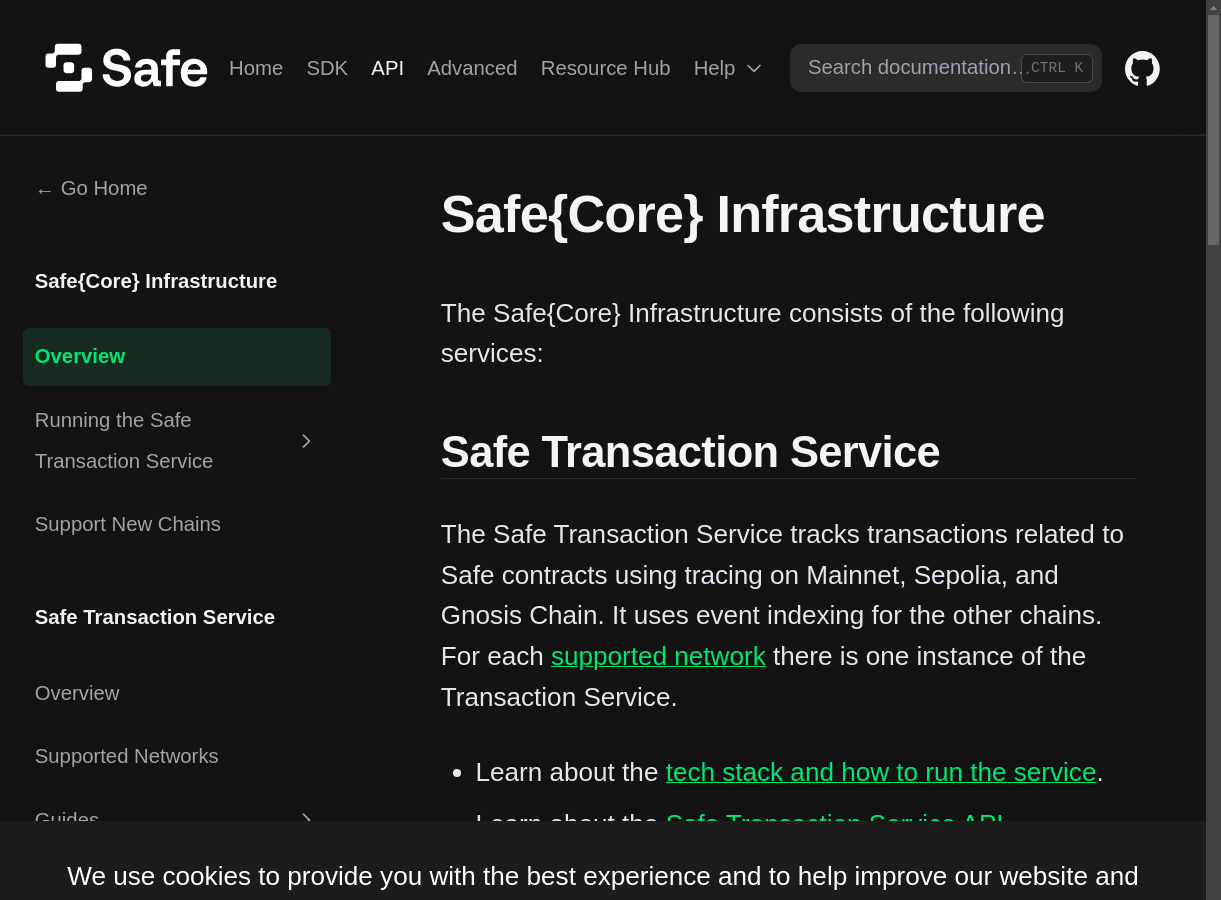 Safe
Home
SDK
API
Advanced
Resource Hub
Help
Search documentation…
CTRL K
← Go Home
Safe{Core} Infrastructure
Overview
Running the Safe
Transaction Service
Support New Chains
Safe Transaction Service
Overview
Supported Networks
Guides
Safe{Core} Infrastructure
The Safe{Core} Infrastructure consists of the following
services:
Safe Transaction Service
The Safe Transaction Service tracks transactions related to
Safe contracts using tracing on Mainnet, Sepolia, and
Gnosis Chain. It uses event indexing for the other chains.
For each supported network there is one instance of the
Transaction Service.
• Learn about the tech stack and how to run the service.
Learn about the Safe Transaction Service API
We use cookies to provide you with the best experience and to help improve our website and